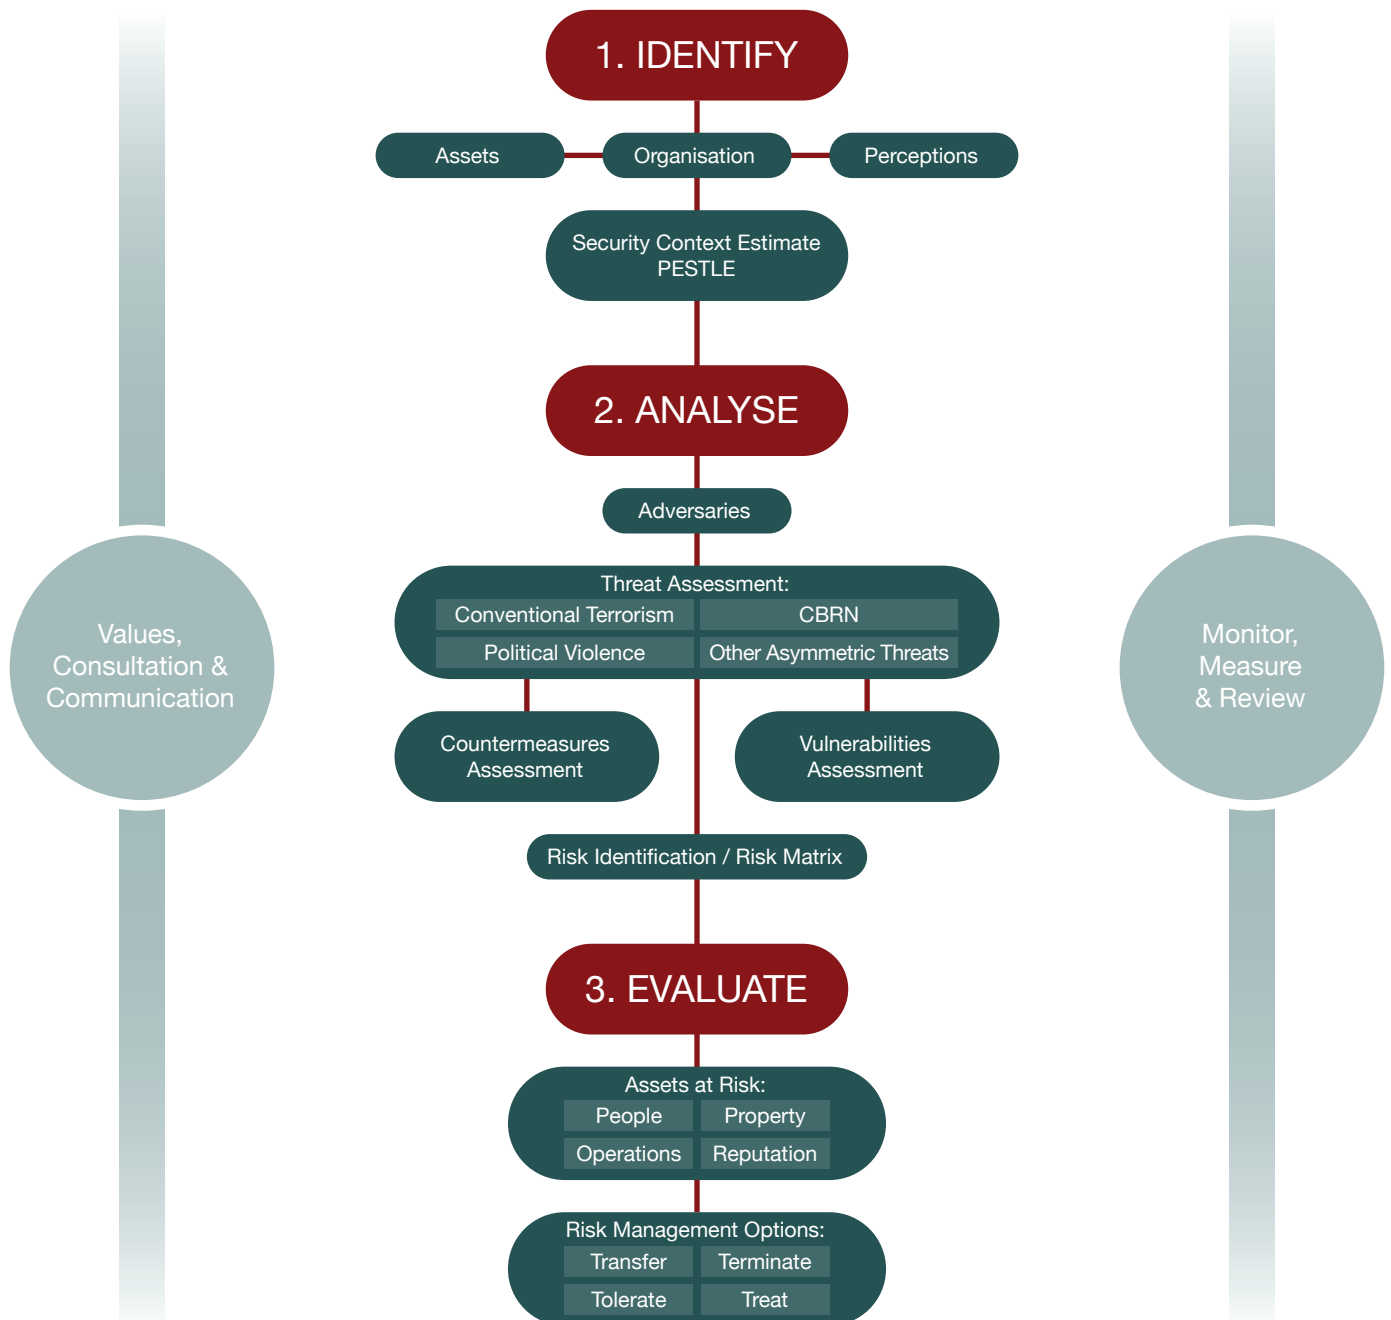 1. IDENTIFY
Assets
Organisation
Perceptions
Security Context Estimate
PESTLE
2. ANALYSE
Adversaries
Threat Assessment:
Conventional Terrorism
CBRN
Political Violence
Other Asymmetric Threats
Values,
Consultation &
Communication
Monitor,
Measure
& Review
Countermeasures
Assessment
Vulnerabilities
Assessment
Risk Identification / Risk Matrix
3. EVALUATE
Assets at Risk:
People
Property
Operations
Reputation
Risk Management Options:
Transfer
Terminate
Tolerate
Treat